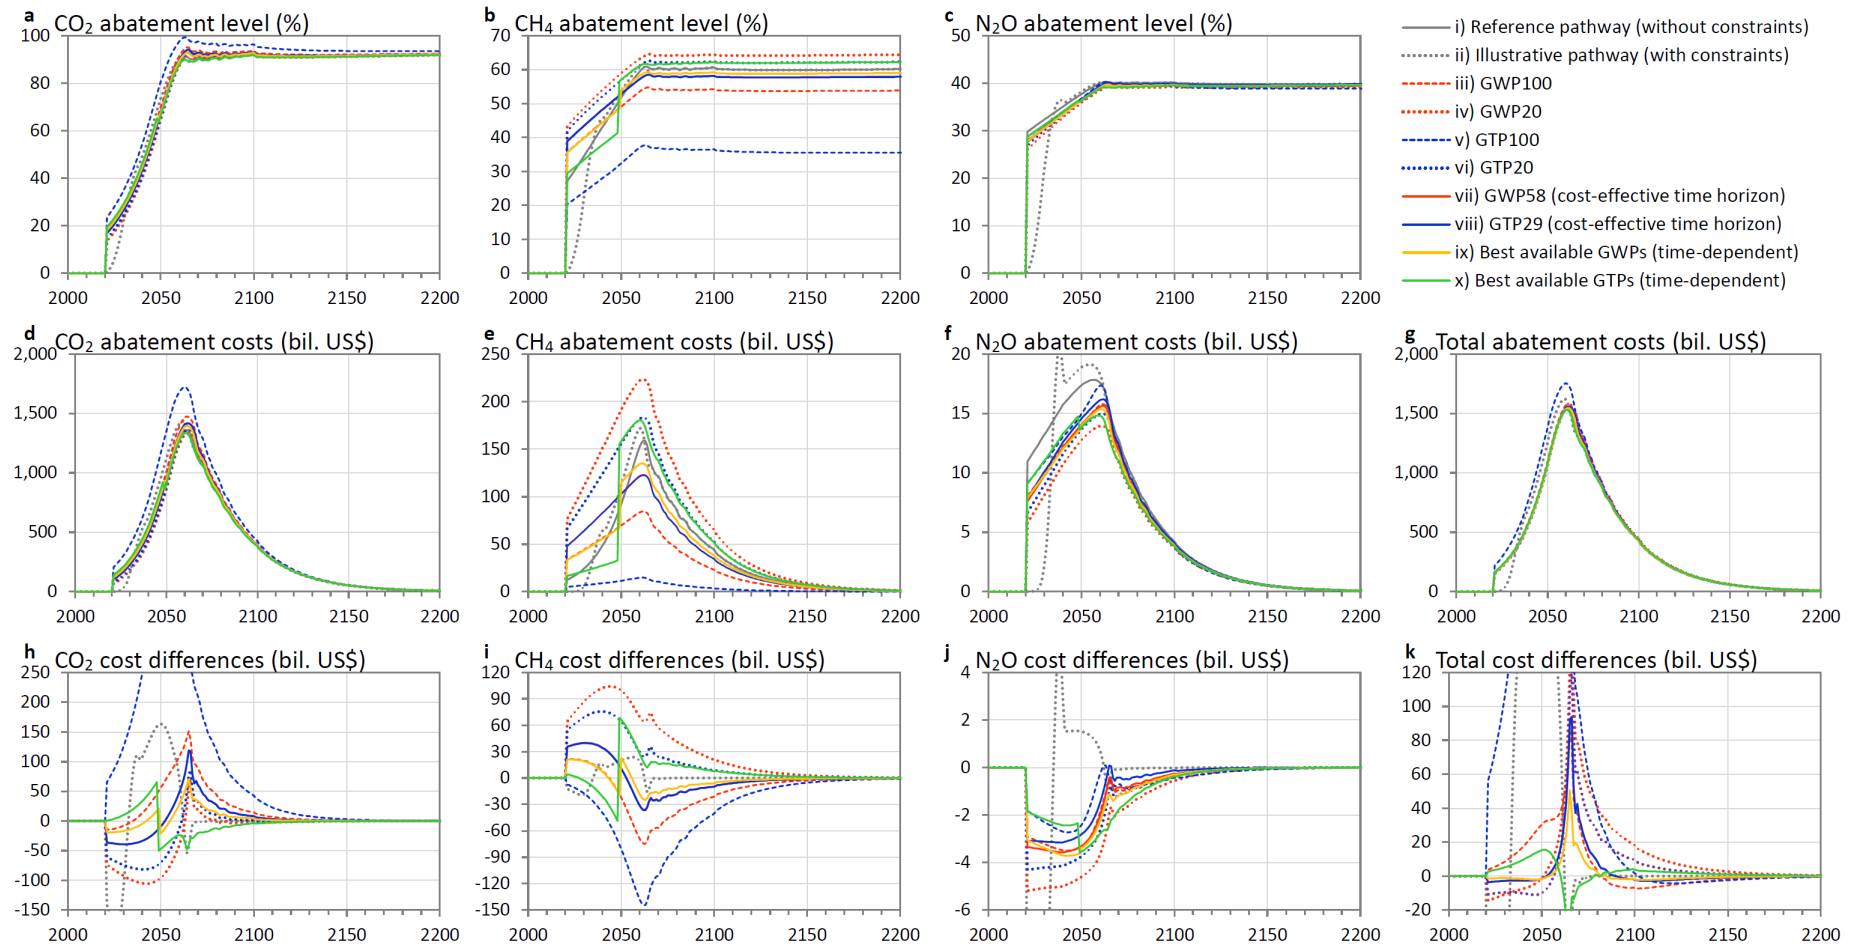 a CO2 abatement level (%)
100
80
60
40
20
0
2000 2050 2100 2150 2200
b CH4 abatement level (%)
70
60
50
40
30
20
10
0
2000 2050 2100 2150 2200
c N2O abatement level (%)
50
40
30
20
10
0
2000 2050 2100 2150 2200
i) Reference pathway (without constraints)
ii) Illustrative pathway (with constraints)
iii) GWP100
iv) GWP20
v) GTP100
vi) GTP20
vii) GWP58 (cost-effective time horizon)
viii) GTP29 (cost-effective time horizon)
ix) Best available GWPs (time-dependent)
x) Best available GTPs (time-dependent)
d CO2 abatement costs (bil. US$)
2,000
1,500
1,000
500
0
2000 2050 2100 2150 2200
e CH4 abatement costs (bil. US$)
250
200
150
100
50
0
2000 2050 2100 2150 2200
f N2O abatement costs (bil. US$)
20
15
10
5
0
2000 2050 2100 2150 2200
g Total abatement costs (bil. US$)
2,000
1,500
1,000
500
0
2000 2050 2100 2150 2200
h CO2 cost differences (bil. US$)
250
200
150
100
50
0
-50
-100
-150
2000 2050 2100 2150 2200
i CH4 cost differences (bil. US$)
120
90
60
30
0
-30
-60
-90
-120
-150
2000 2050 2100 2150 2200
j N2O cost differences (bil. US$)
4
2
0
-2
-4
-6
2000 2050 2100 2150 2200
k Total cost differences (bil. US$)
120
100
80
60
40
20
0
-20
2000 2050 2100 2150 2200